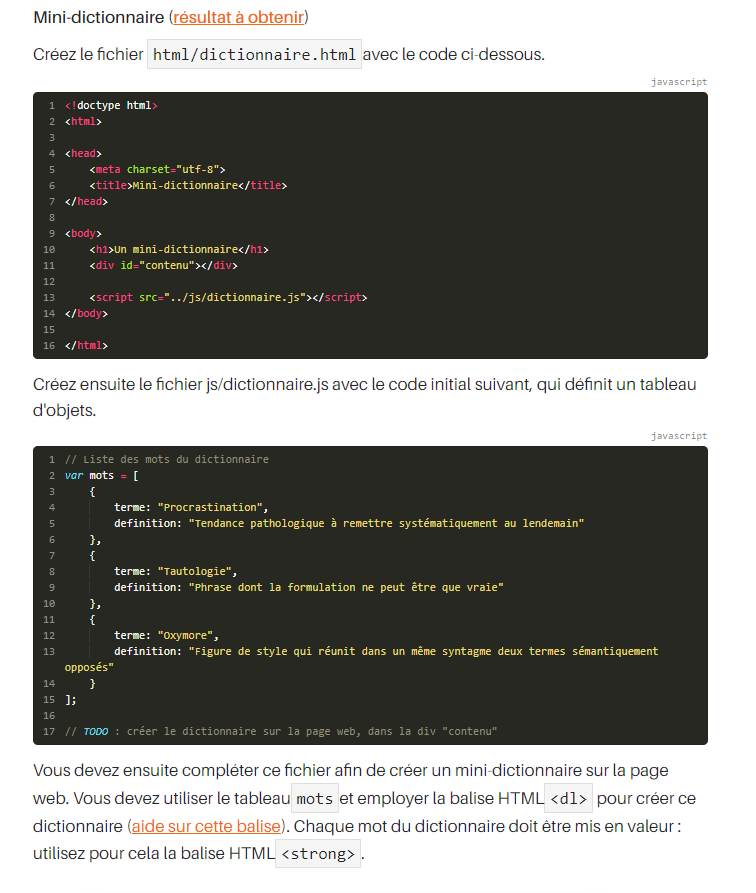 Mini-dictionnaire (résultat à obtenir)
Créez le fichier html/dictionnaire.html avec le code ci-dessous.
javascript
1 <!doctype html>
2 <html>
3
4 <head>
5     <meta charset="utf-8">
6     <title>Mini-dictionnaire</title>
7 </head>
8
9 <body>
10     <h1>Un mini-dictionnaire</h1>
11     <div id="contenu"></div>
12
13     <script src="../js/dictionnaire.js"></script>
14 </body>
15
16 </html>
Créez ensuite le fichier js/dictionnaire.js avec le code initial suivant, qui définit un tableau
d'objets.
javascript
1 // Liste des mots du dictionnaire
2 var mots = [
3     {
4         terme: "Procrastination",
5         definition: "Tendance pathologique à remettre systématiquement au lendemain"
6     },
7     {
8         terme: "Tautologie",
9         definition: "Phrase dont la formulation ne peut être que vraie"
10     },
11     {
12         terme: "Oxymore",
13         definition: "Figure de style qui réunit dans un même syntagme deux termes sémantiquement
opposés"
14     }
15 ];
16
17 // TODO : créer le dictionnaire sur la page web, dans la div "contenu"
Vous devez ensuite compléter ce fichier afin de créer un mini-dictionnaire sur la page
web. Vous devez utiliser le tableau mots et employer la balise HTML <dl> pour créer ce
dictionnaire (aide sur cette balise). Chaque mot du dictionnaire doit être mis en valeur :
utilisez pour cela la balise HTML <strong>.